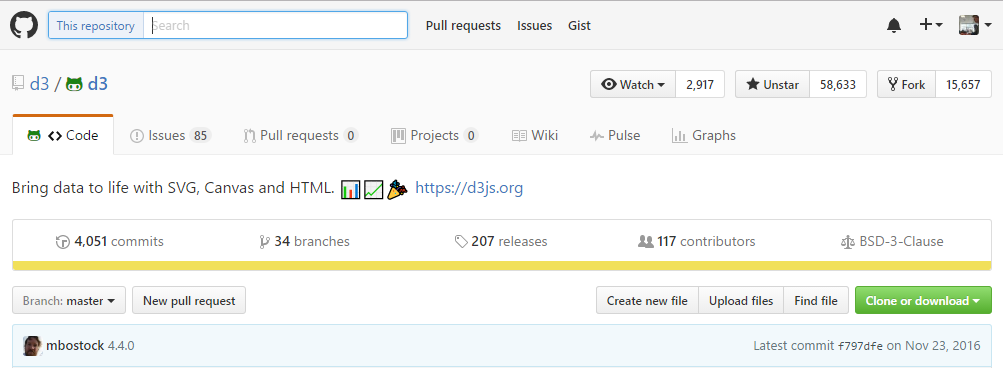 This repository Search Pull requests Issues Gist
d3 / d3 Watch 2,917 Unstar 58,633 Fork 15,657
<> Code Issues 85 Pull requests 0 Projects 0 Wiki Pulse Graphs
Bring data to life with SVG, Canvas and HTML. https://d3js.org
4,051 commits 34 branches 207 releases 117 contributors BSD-3-Clause
Branch: master New pull request Create new file Upload files Find file Clone or download
mbostock 4.4.0 Latest commit f797dfe on Nov 23, 2016